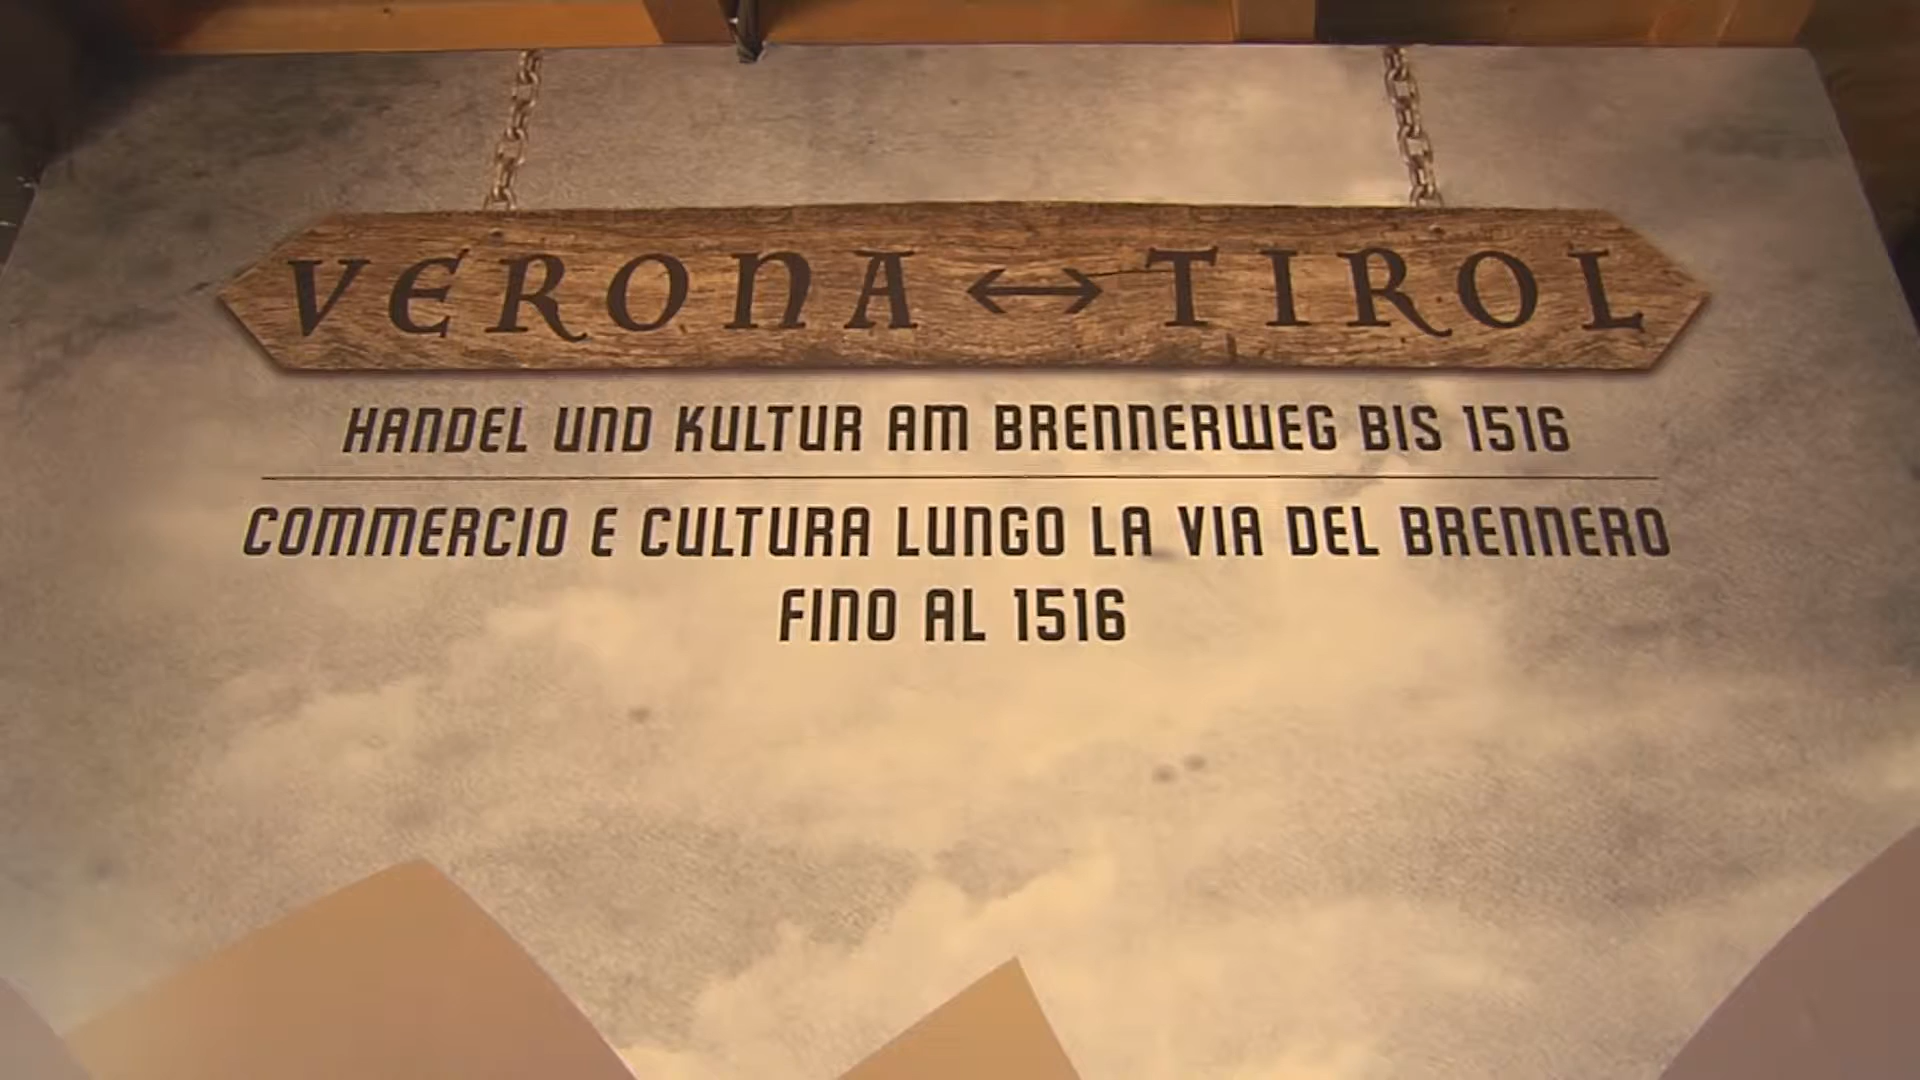 VERONA ↔ TIROL
HANDEL UND KULTUR AM BRENNERWEG BIS 1516
COMMERCIO E CULTURA LUNGO LA VIA DEL BRENNERO
FINO AL 1516